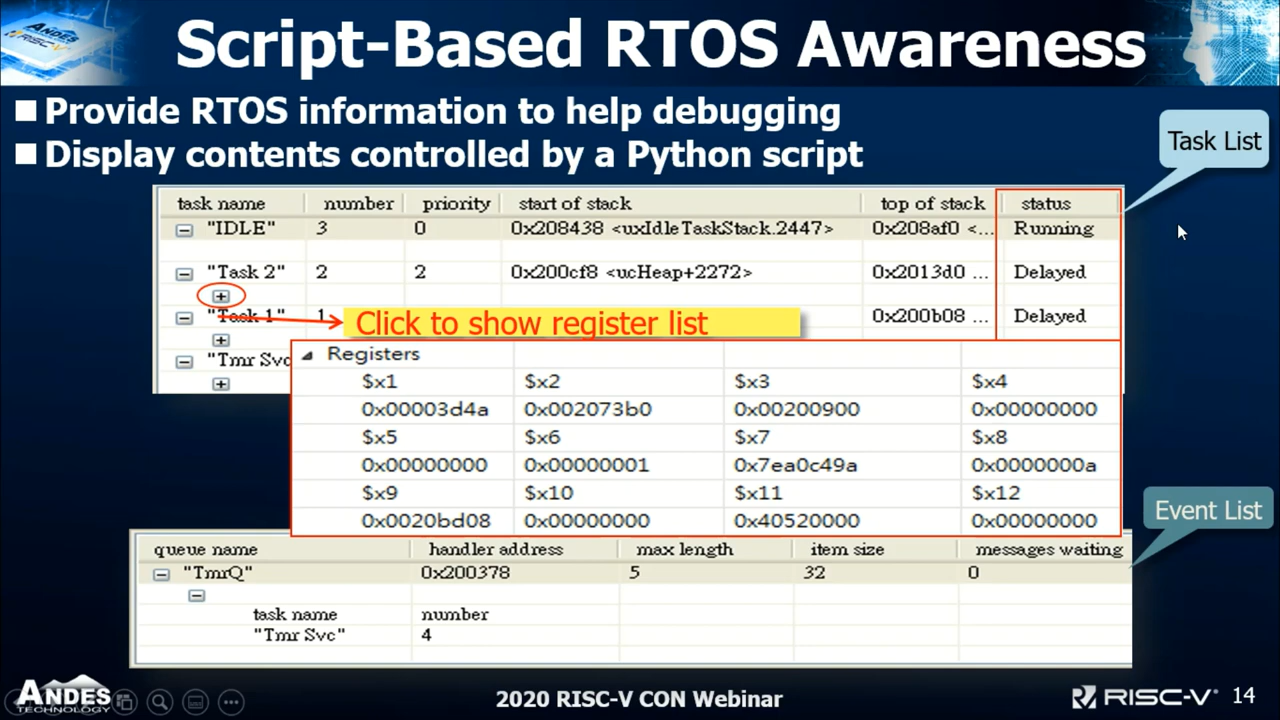 ANDES
RISC-V
Script-Based RTOS Awareness
Provide RTOS information to help debugging
Display contents controlled by a Python script
Task List
task name number priority start of stack top of stack status
"IDLE" 3 0 0x208438 <uxIdleTaskStack.2447> 0x208af0 <... Running
"Task 2" 2 2 0x200cf8 <ucHeap+2272> 0x2013d0 ... Delayed
"Task 1" 1 0x200b08 ... Delayed
Click to show register list
"Tmr Svc
Registers
$x1 $x2 $x3 $x4
0x00003d4a 0x002073b0 0x00200900 0x00000000
$x5 $x6 $x7 $x8
0x00000000 0x00000001 0x7ea0c49a 0x0000000a
$x9 $x10 $x11 $x12
0x0020bd08 0x00000000 0x40520000 0x00000000
Event List
queue name handler address max length item size messages waiting
"TmrQ" 0x200378 5 32 0
task name number
"Tmr Svc" 4
ANDES
TECHNOLOGY
2020 RISC-V CON Webinar
RISC-V® 14